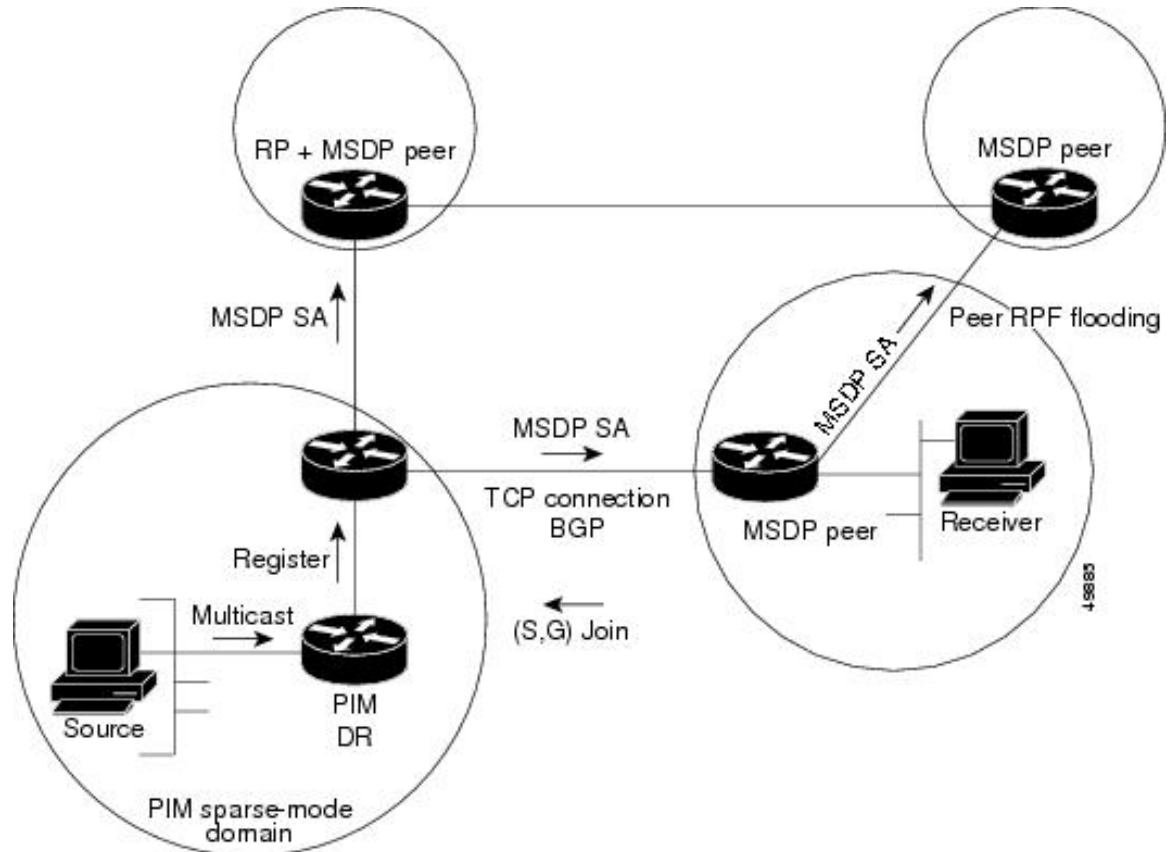 RP + MSDP peer
MSDP peer
MSDP SA
Peer RPF flooding
MSDP SA
MSDP SA
TCP connection
BGP
MSDP peer
Receiver
Register
49885
Multicast
(S,G) Join
Source
PIM
DR
PIM sparse-mode
domain